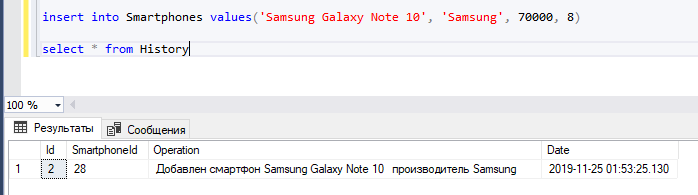 insert into Smartphones values('Samsung Galaxy Note 10', 'Samsung', 70000, 8)
select * from History
100 %
Результаты Сообщения
Id SmartphoneId Operation Date
1 2 28 Добавлен смартфон Samsung Galaxy Note 10 производитель Samsung 2019-11-25 01:53:25.130